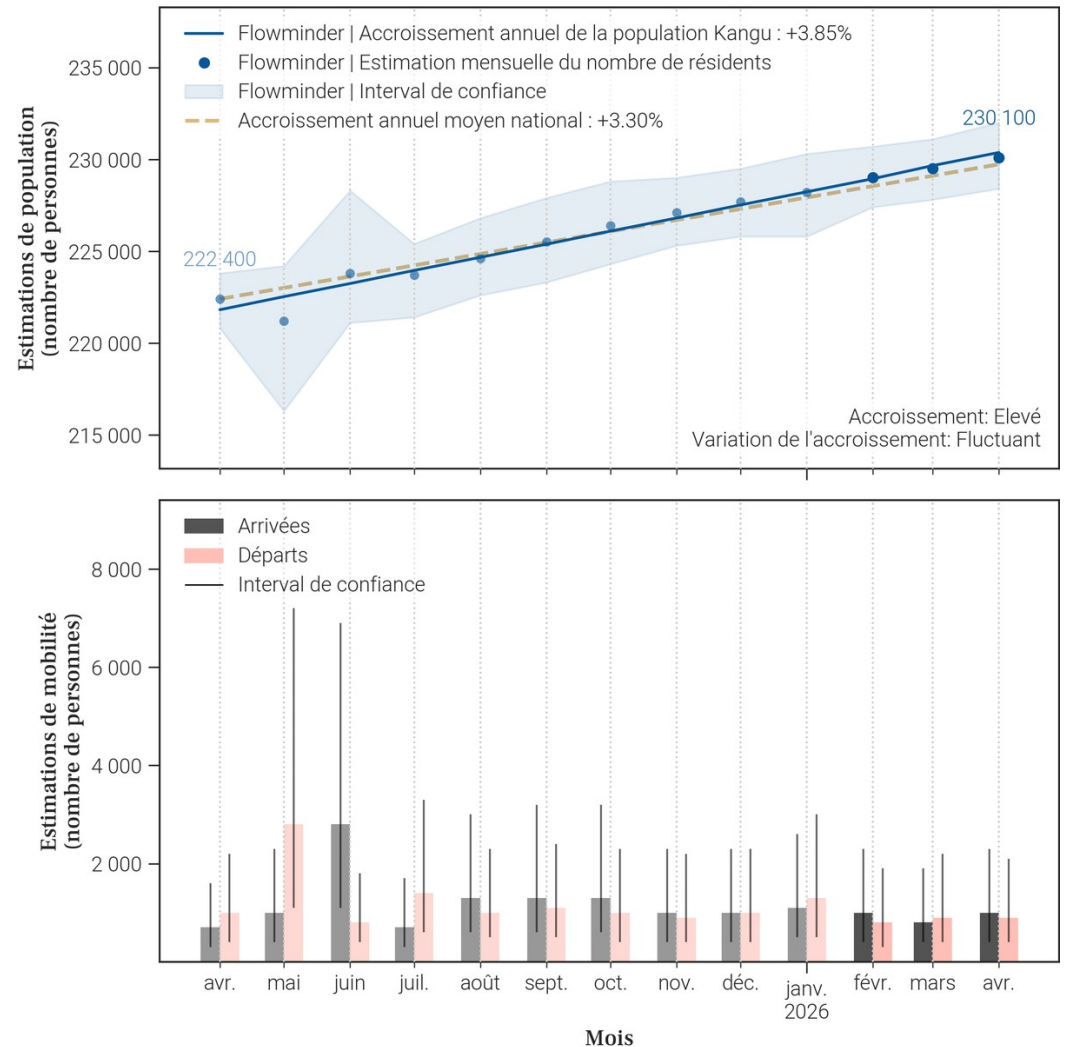 Flowminder | Accroissement annuel de la population Kangu : +3.85%
Flowminder | Estimation mensuelle du nombre de résidents
Flowminder | Interval de confiance
Accroissement annuel moyen national : +3.30%
Estimations de population
(nombre de personnes)
235 000
230 000
225 000
220 000
215 000
222 400
230 100
Accroissement: Elevé
Variation de l'accroissement: Fluctuant
Arrivées
Départs
Interval de confiance
Estimations de mobilité
(nombre de personnes)
8 000
6 000
4 000
2 000
avr. mai juin juil. août sept. oct. nov. déc. janv. févr. mars avr.
2026
Mois